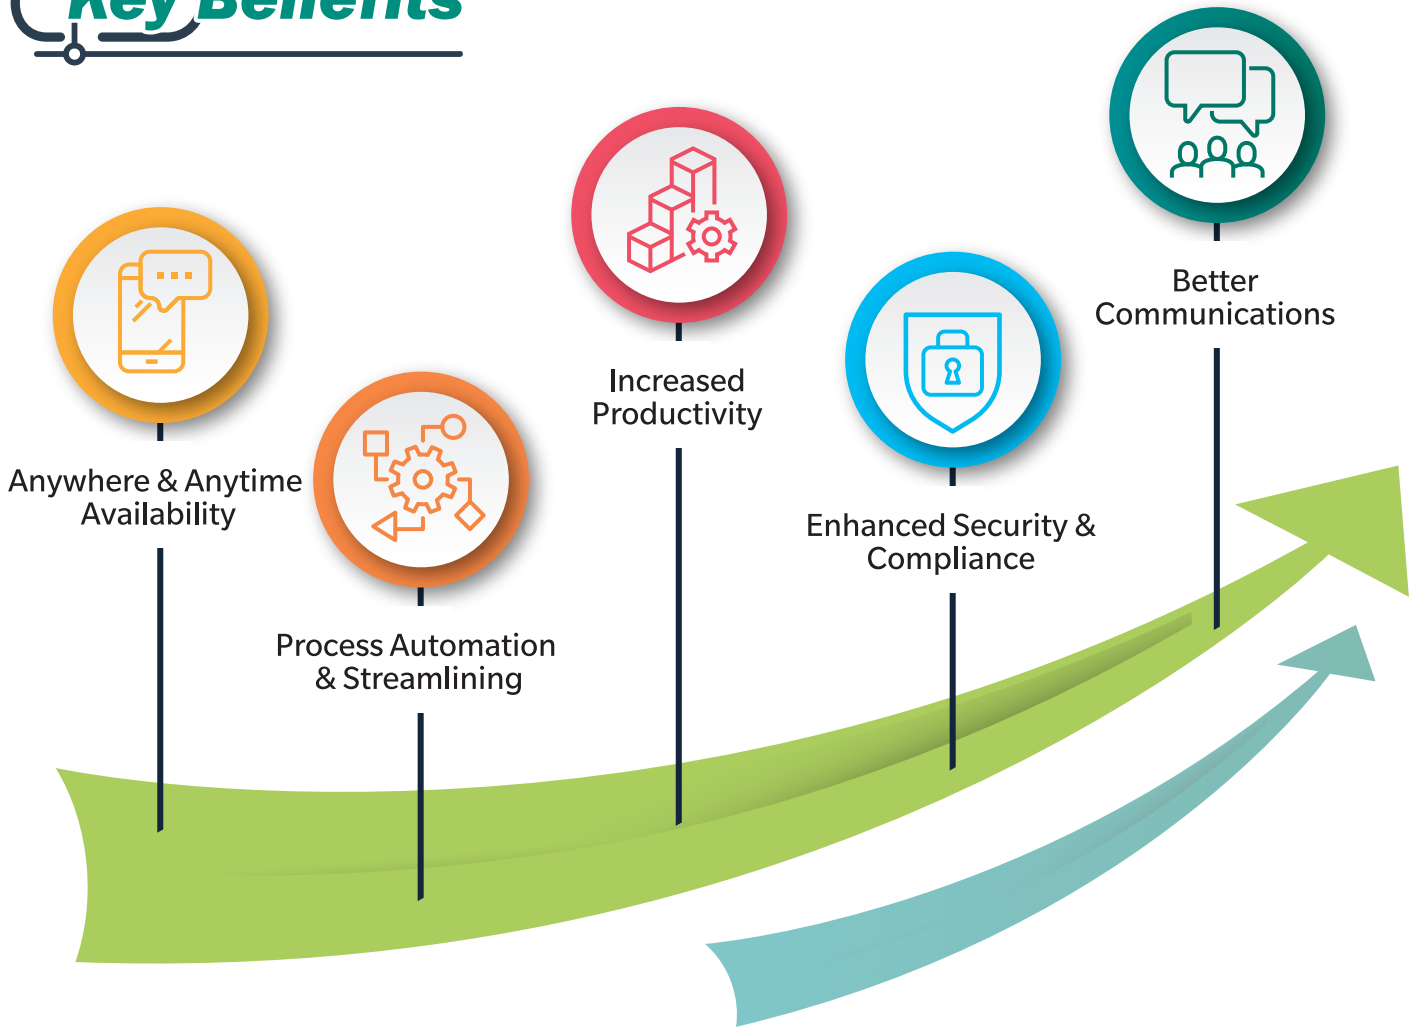 Key Benefits
Anywhere & Anytime
Availability
Process Automation
& Streamlining
Increased
Productivity
Enhanced Security &
Compliance
Better
Communications